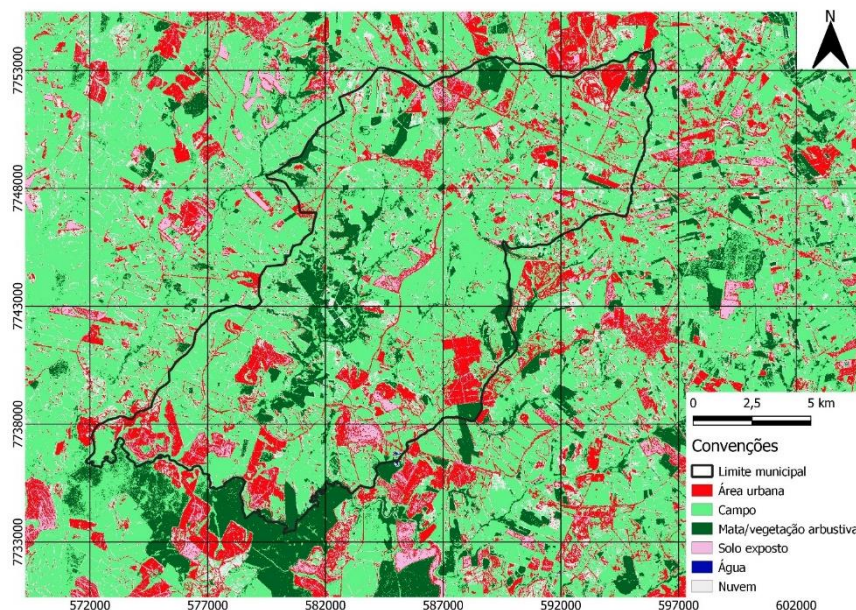 N
7753000
7748000
7743000
7738000
7733000
0 2,5 5 km
Convenções
Limite municipal
Área urbana
Campo
Mata/vegetação arbustiva
Solo exposto
Água
Nuvem
572000 577000 582000 587000 592000 597000 602000